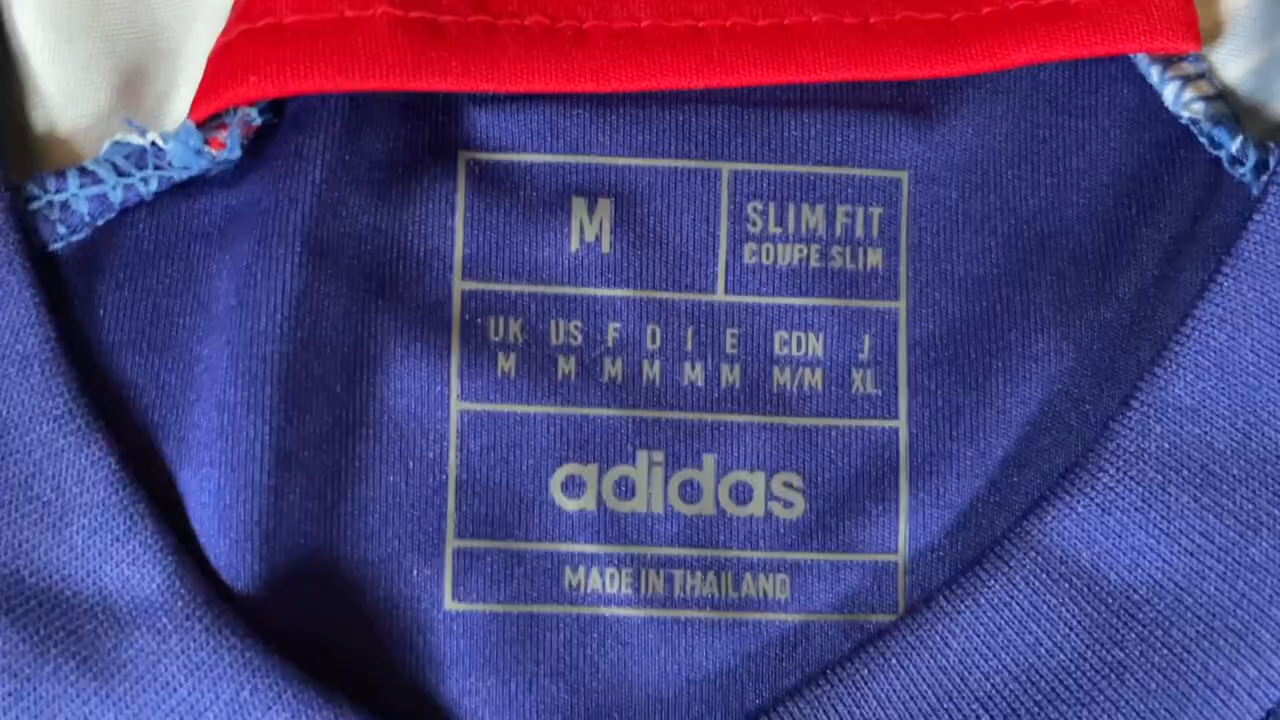 M
SLIM FIT
COUPE SLIM
UK US F D I E CDN J
M M M M M M M/M XL
adidas
MADE IN THAILAND